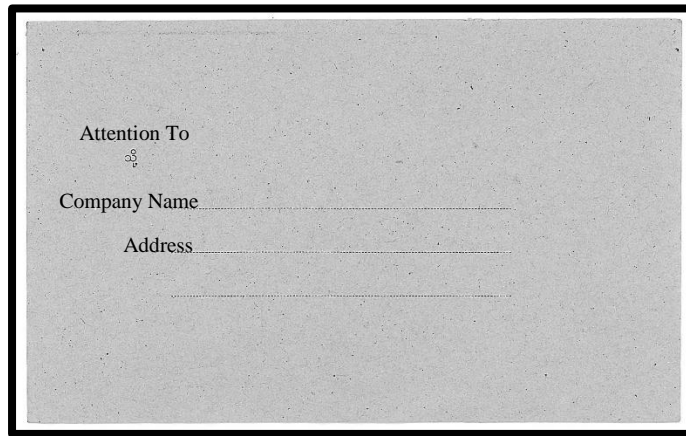 Attention To
သို့
Company Name
Address